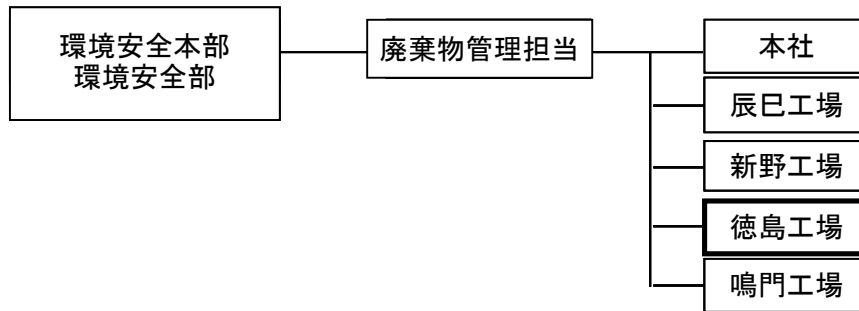 環境安全本部
環境安全部
廃棄物管理担当
本社
辰巳工場
新野工場
徳島工場
鳴門工場